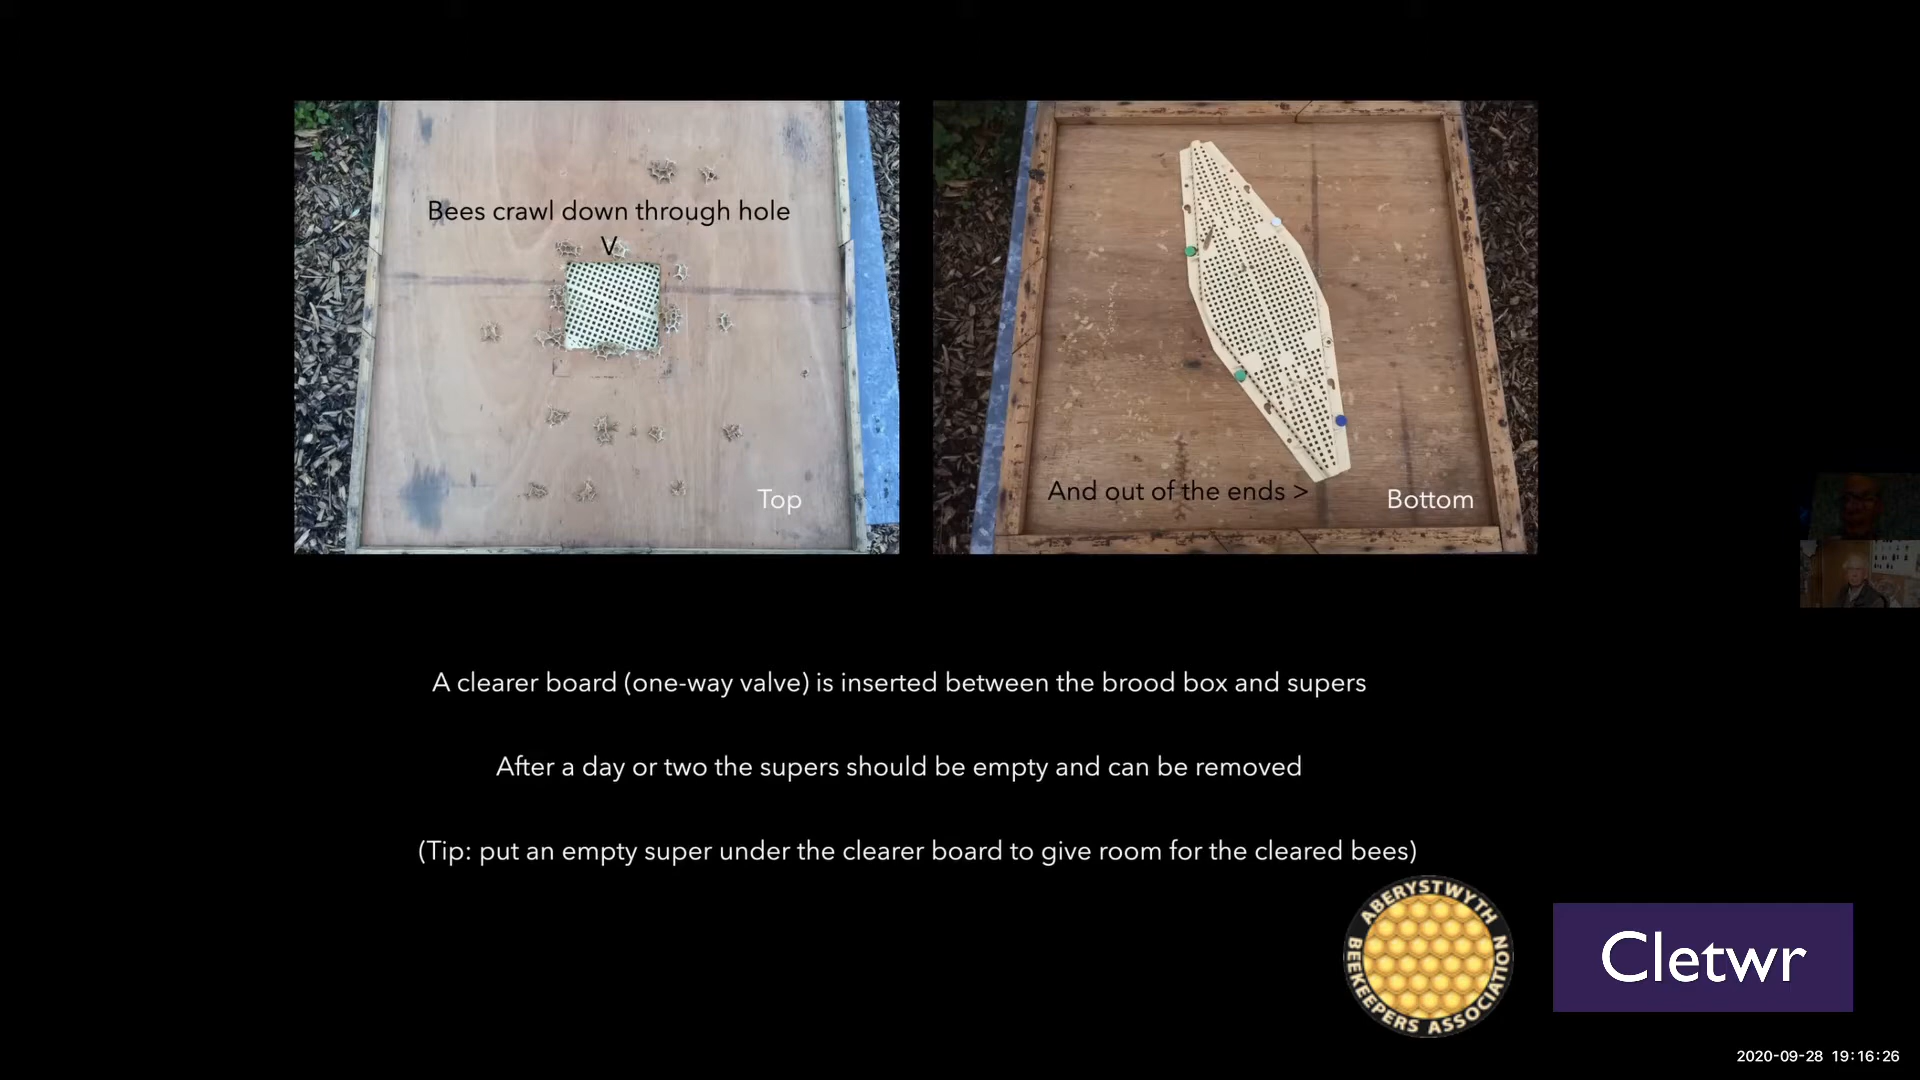 Bees crawl down through hole
V
Top
And out of the ends >
Bottom
A clearer board (one-way valve) is inserted between the brood box and supers
After a day or two the supers should be empty and can be removed
(Tip: put an empty super under the clearer board to give room for the cleared bees)
ABERYSTWYTH
BEEKEEPERS ASSOCIATION
Cletwr
2020-09-28 19:16:26